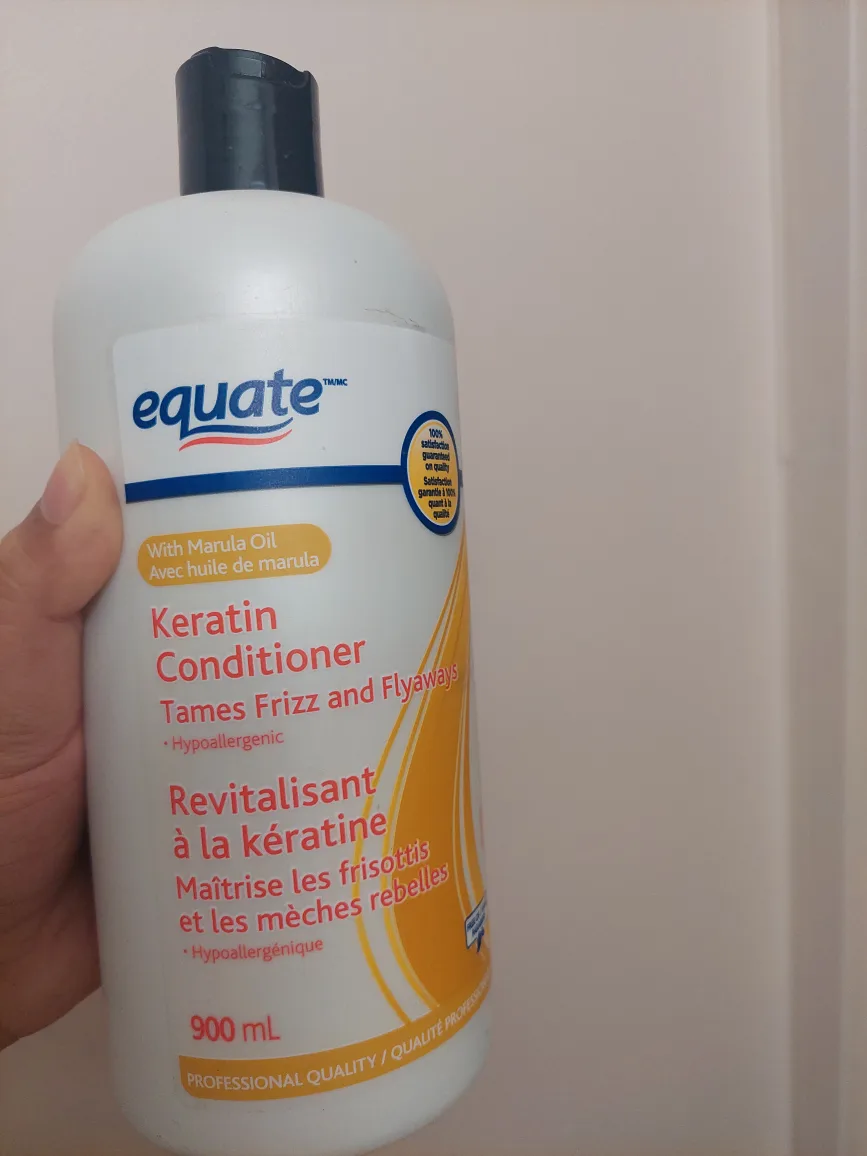 equate TM/MC
100%
satisfaction
guaranteed
on quality
Satisfaction
garantie à 100%
quant à la
qualité
With Marula Oil
Avec huile de marula
Keratin
Conditioner
Tames Frizz and Flyaways
• Hypoallergenic
Revitalisant
à la kératine
Maîtrise les frisottis
et les mèches rebelles
• Hypoallergénique
900 mL
PROFESSIONAL QUALITY / QUALITÉ